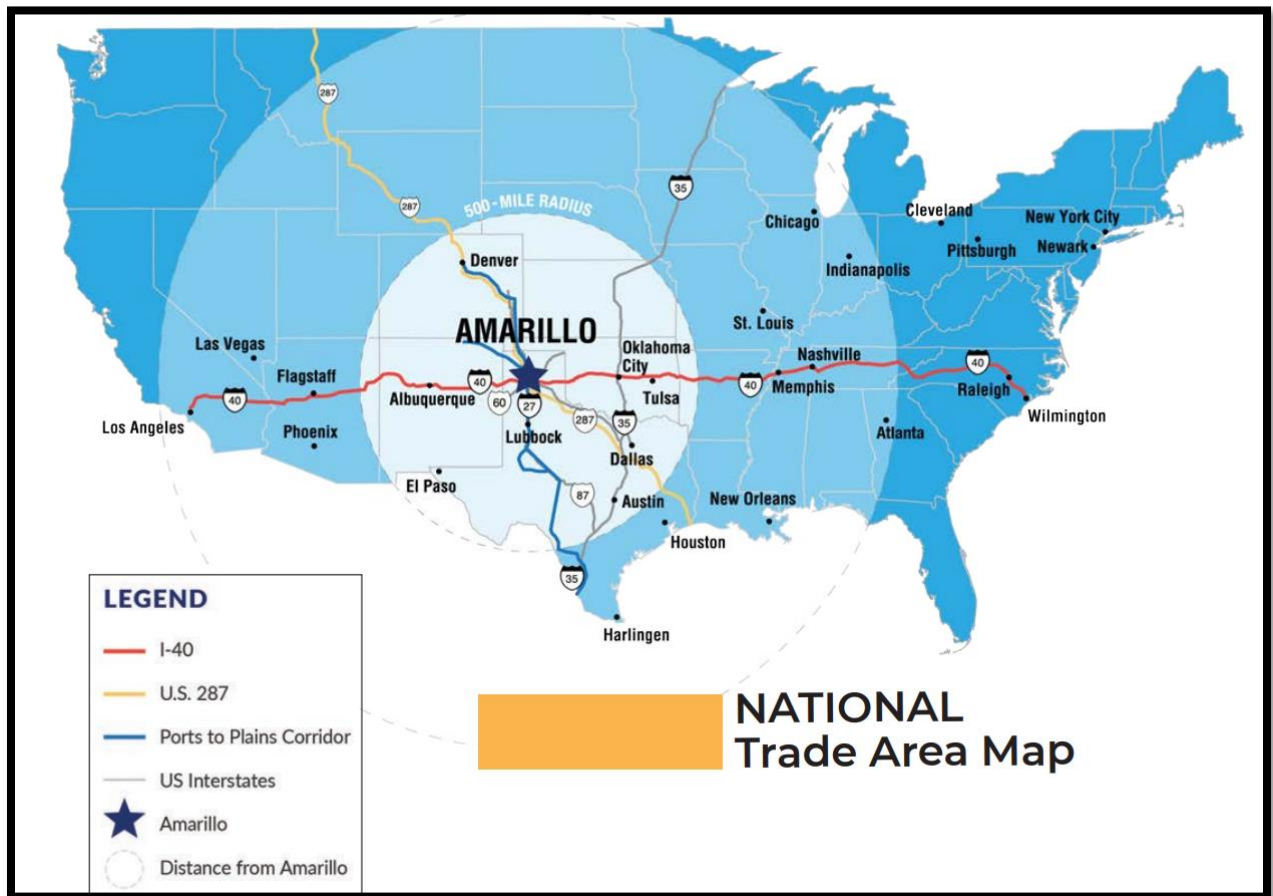 287
35
287
500-MILE RADIUS
Chicago
Cleveland
New York City
Pittsburgh
Newark
Indianapolis
Denver
St. Louis
AMARILLO
Las Vegas
Oklahoma
City
Nashville
Flagstaff
40
40
Albuquerque
60
40
Tulsa
40
Memphis
Raleigh
Los Angeles
Phoenix
27
Lubbock
287
35
Dallas
Atlanta
Wilmington
El Paso
87
Austin
New Orleans
Houston
35
Harlingen
LEGEND
I-40
U.S. 287
Ports to Plains Corridor
US Interstates
Amarillo
Distance from Amarillo
NATIONAL
Trade Area Map